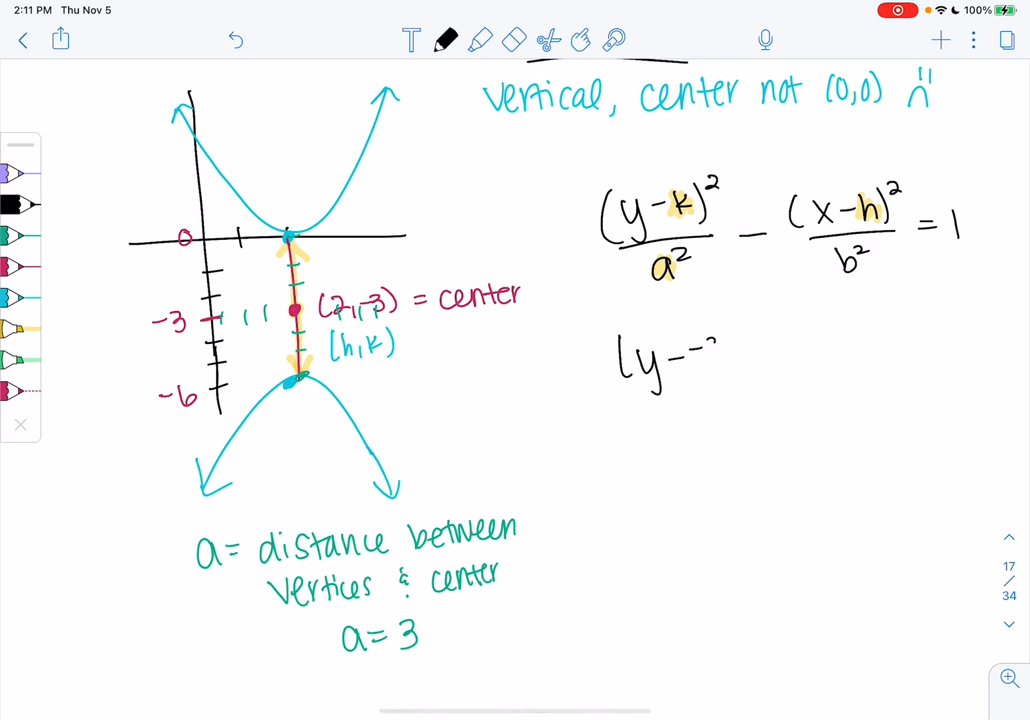 2:11 PM Thu Nov 5
100%
T
vertical, center not (0,0)
(y-k)² / a² - (x-h)² / b² = 1
0
-3
(2,-3) = center
(h,k)
(y--
-6
a= distance between
vertices & center
a=3
17
/
34